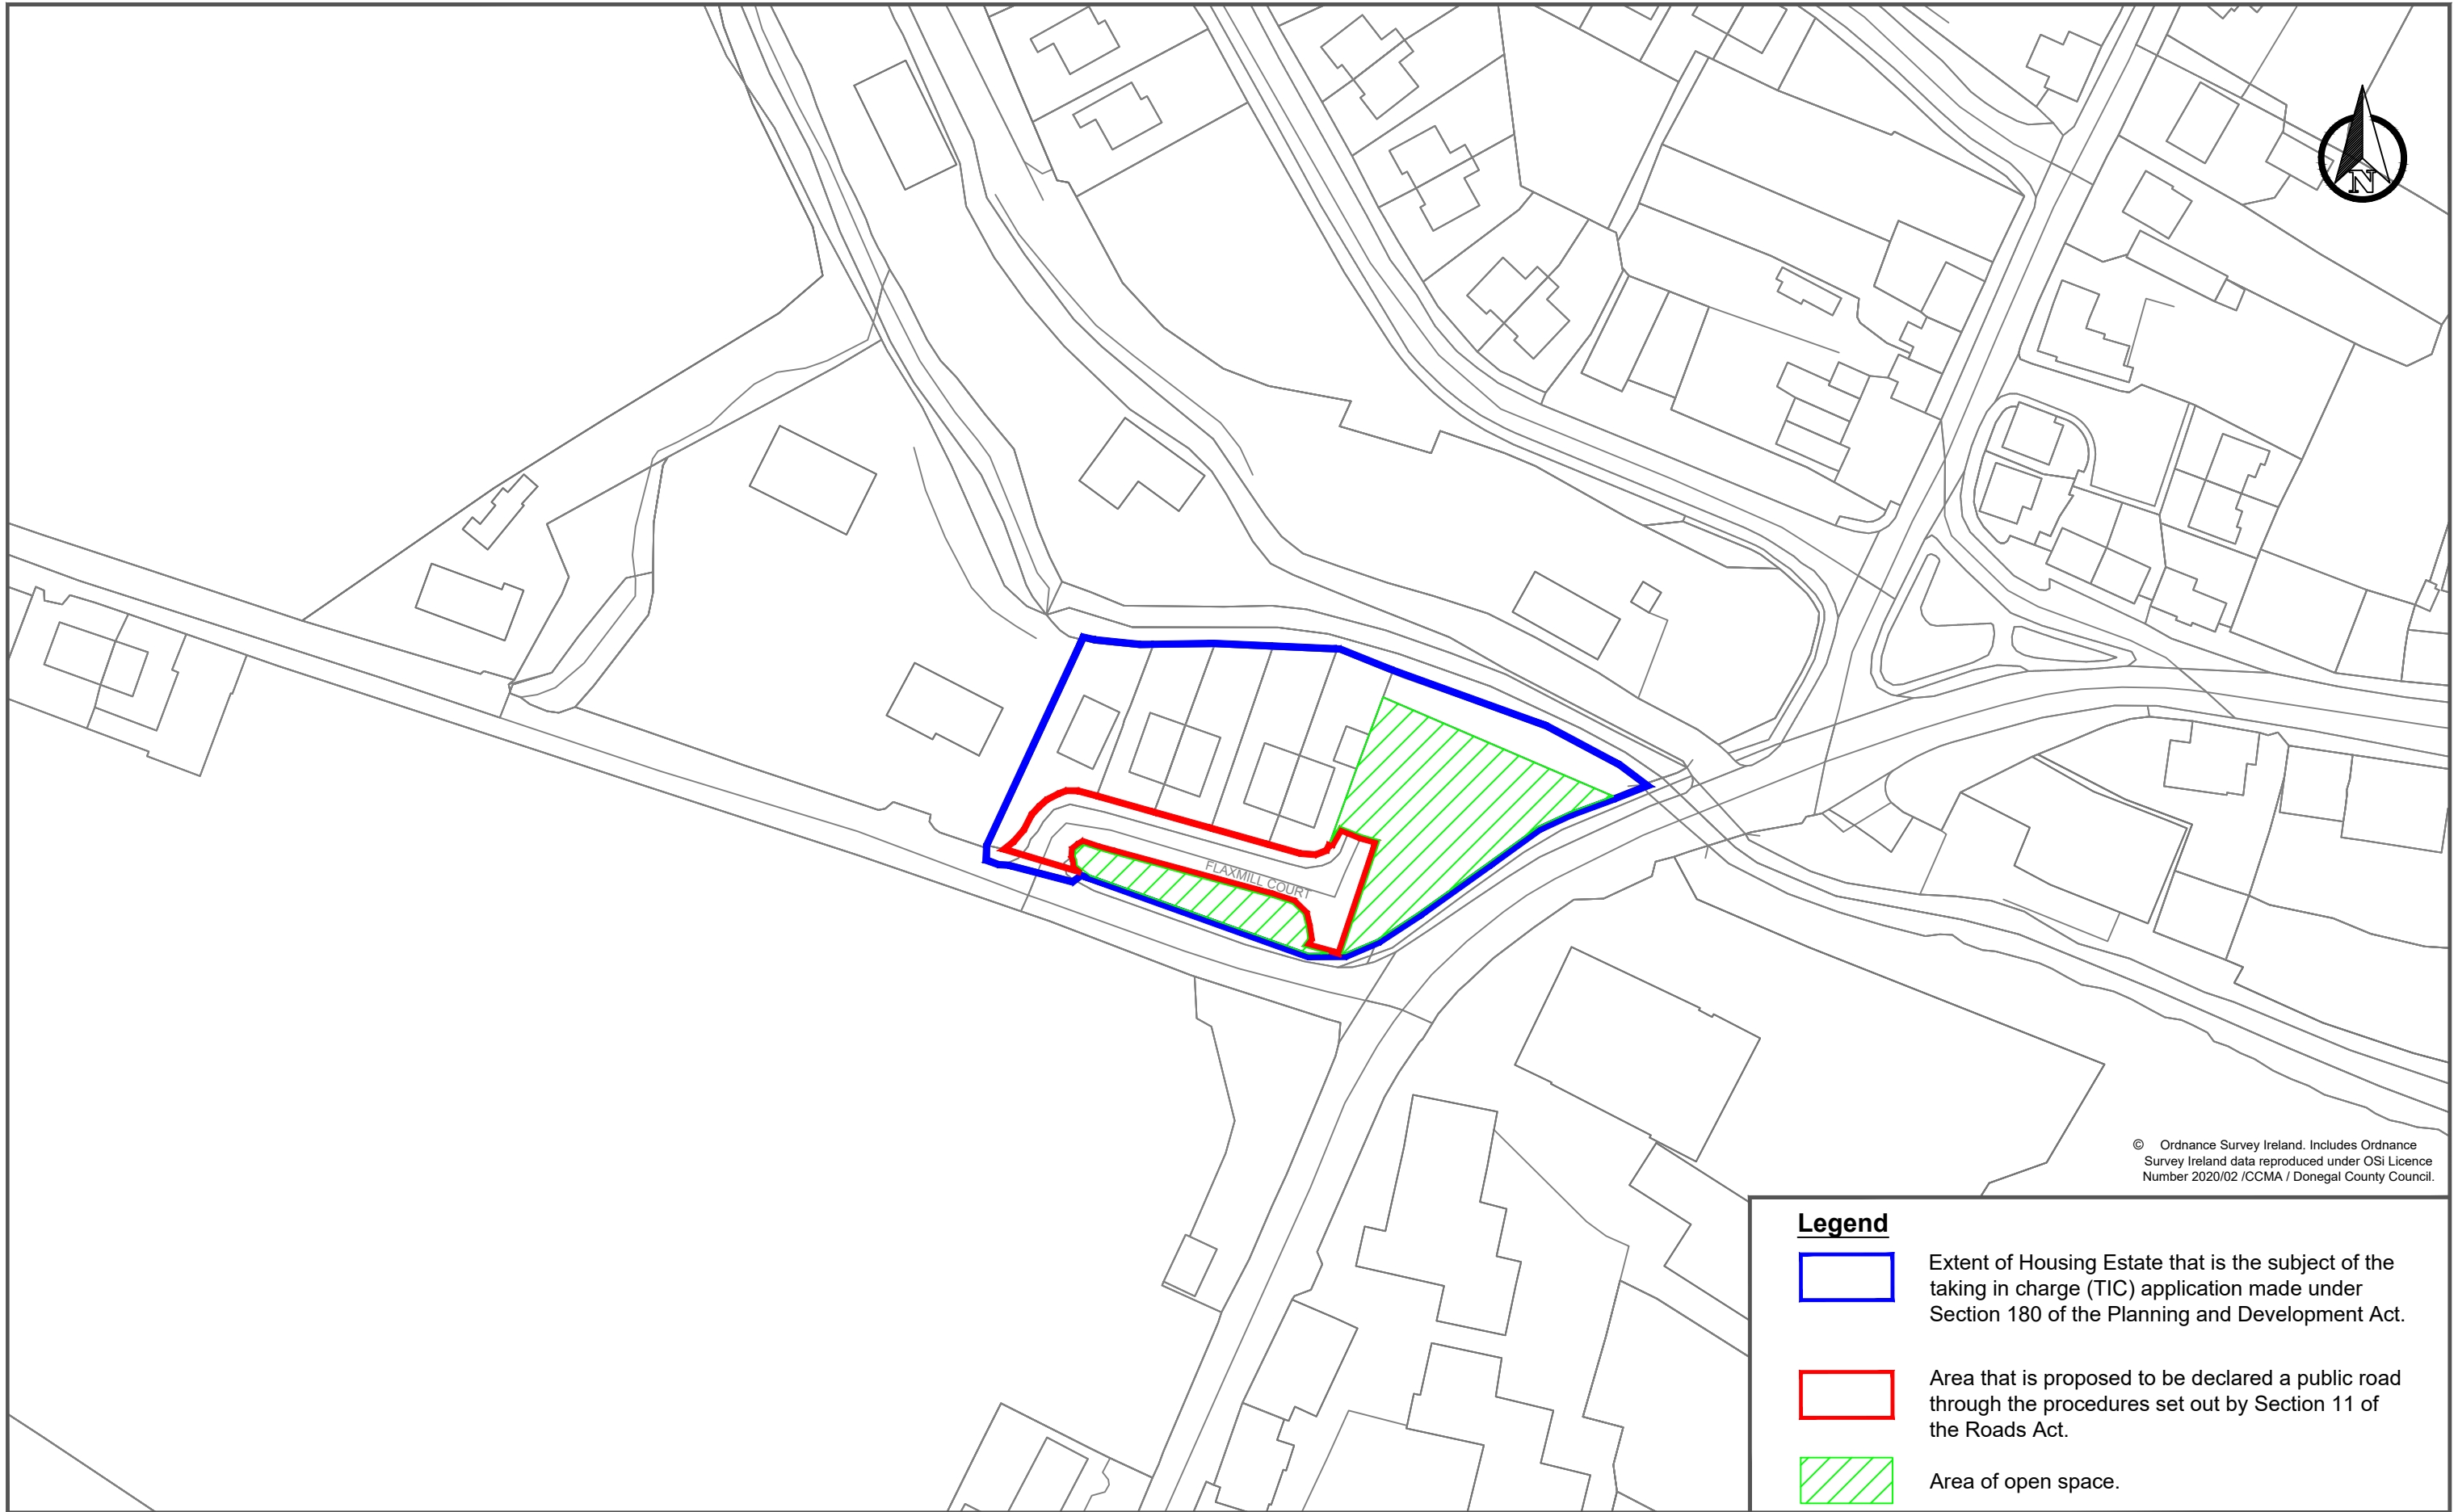 N
FLAXMILL COURT
© Ordnance Survey Ireland. Includes Ordnance
Survey Ireland data reproduced under OSi Licence
Number 2020/02 /CCMA / Donegal County Council.
Legend
Extent of Housing Estate that is the subject of the
taking in charge (TIC) application made under
Section 180 of the Planning and Development Act.
Area that is proposed to be declared a public road
through the procedures set out by Section 11 of
the Roads Act.
Area of open space.